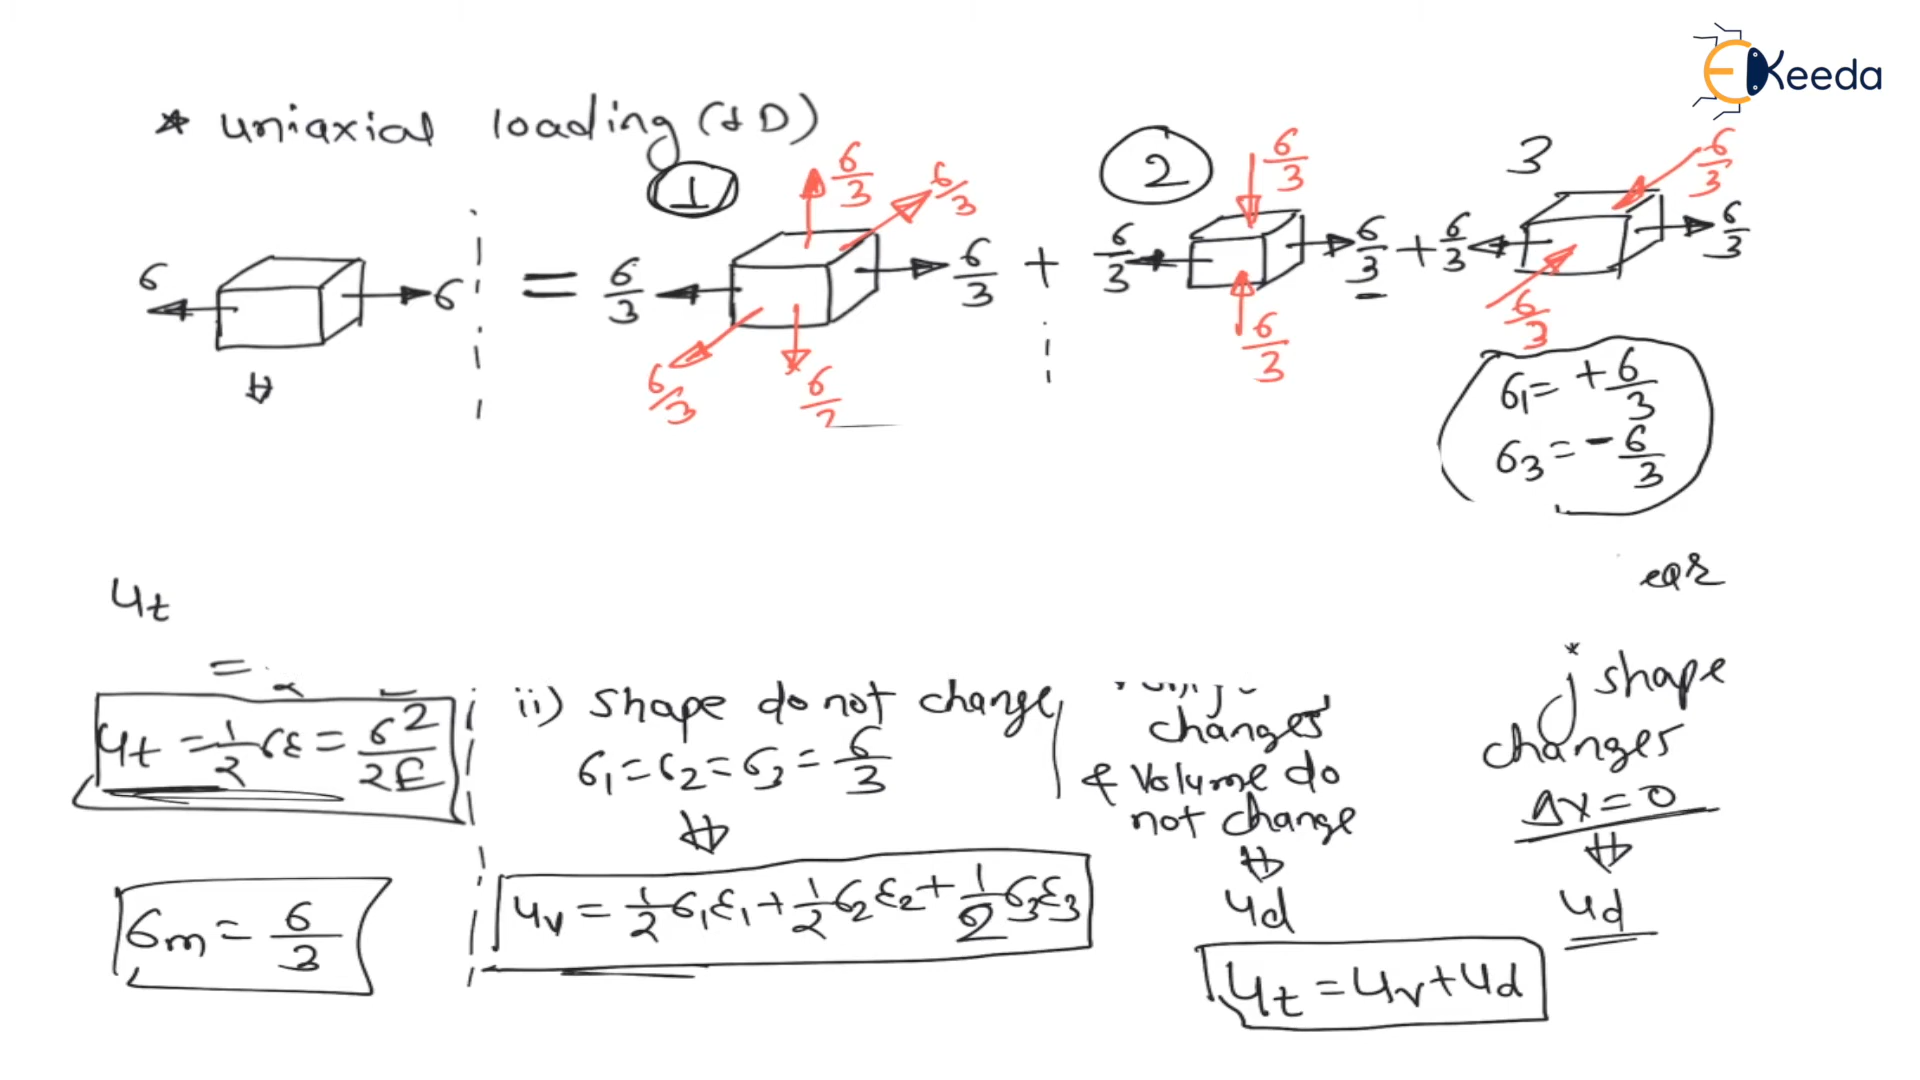 EKeeda
* uniaxial loading (1D)
1
2
3
σ
σ
=
σ/3
σ/3
σ/3
σ/3
σ/3
σ/3
+
σ/3
σ/3
σ/3
σ/3
+
σ/3
σ/3
σ/3
σ/3
σ1 = +σ/3
σ3 = -σ/3
ut
=
ut = 1/2 σε = σ²/2E
σm = σ/3
ii) Shape do not change
σ1 = σ2 = σ3 = σ/3
uv = 1/2 σ1ε1 + 1/2 σ2ε2 + 1/2 σ3ε3
changes
& Volume do
not change
ud
ut = uv + ud
* shape
changes
Δv = 0
ud